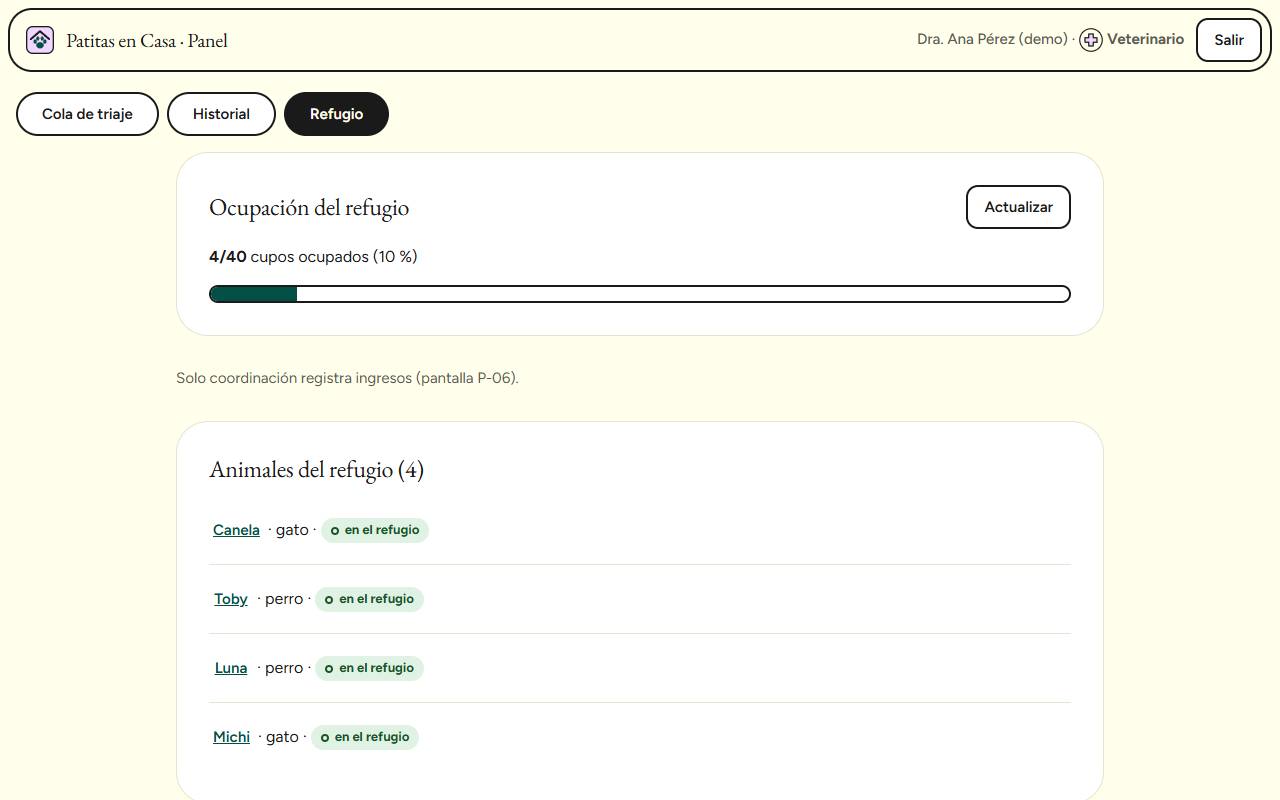 Patitas en Casa · Panel
Dra. Ana Pérez (demo) · Veterinario
Salir
Cola de triaje
Historial
Refugio
Ocupación del refugio
Actualizar
4/40 cupos ocupados (10 %)
Solo coordinación registra ingresos (pantalla P-06).
Animales del refugio (4)
Canela · gato · en el refugio
Toby · perro · en el refugio
Luna · perro · en el refugio
Michi · gato · en el refugio